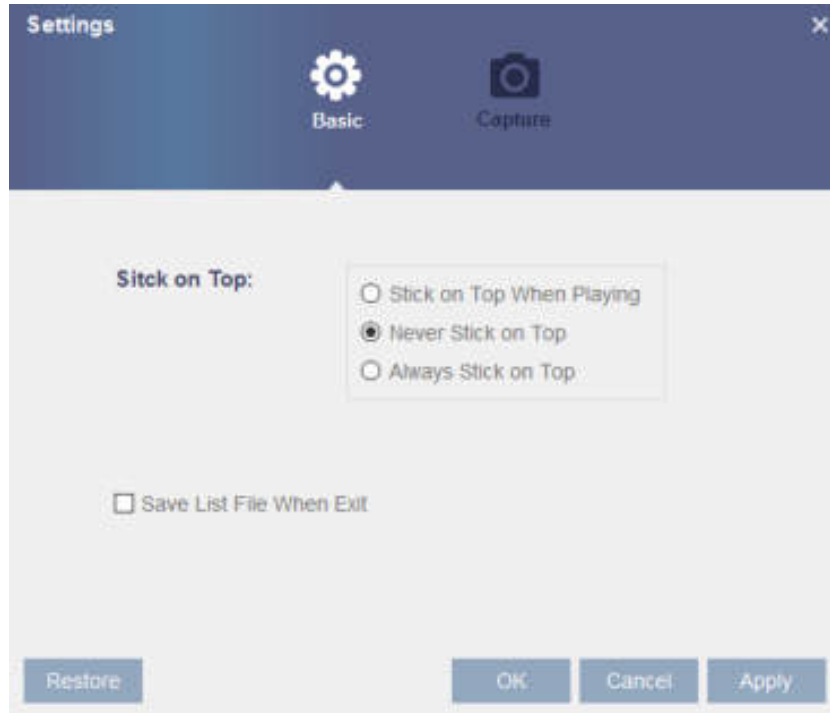 Settings
Basic
Capture
Sitck on Top:
Stick on Top When Playing
Never Stick on Top
Always Stick on Top
Save List File When Exit
Restore
OK
Cancel
Apply